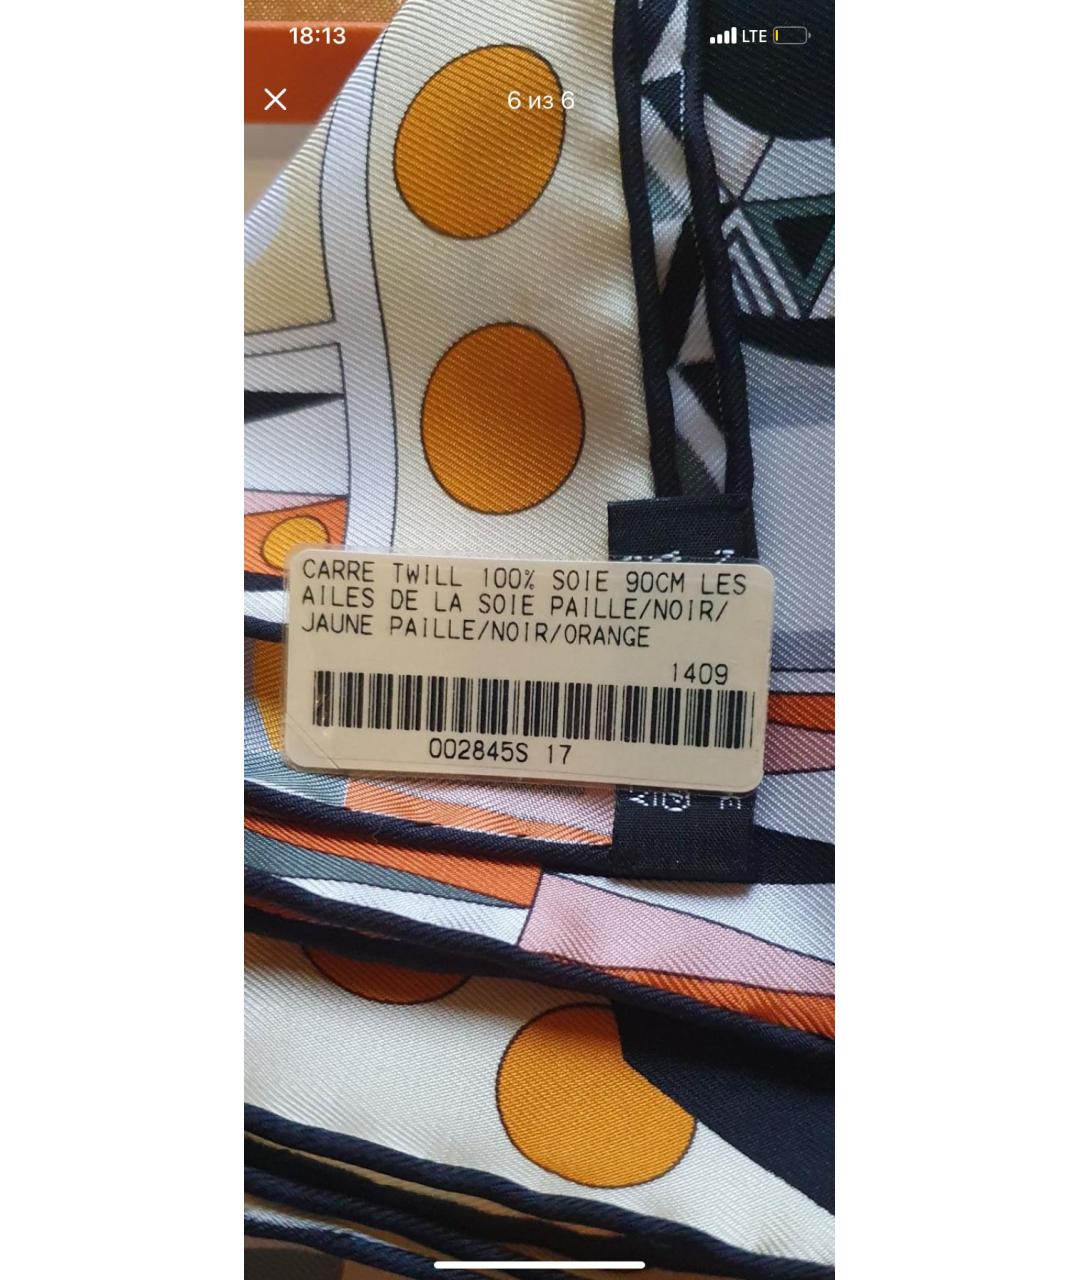 18:13
LTE
6 из 6
CARRE TWILL 100% SOIE 90CM LES
AILES DE LA SOIE PAILLE/NOIR/
JAUNE PAILLE/NOIR/ORANGE
1409
002845S 17